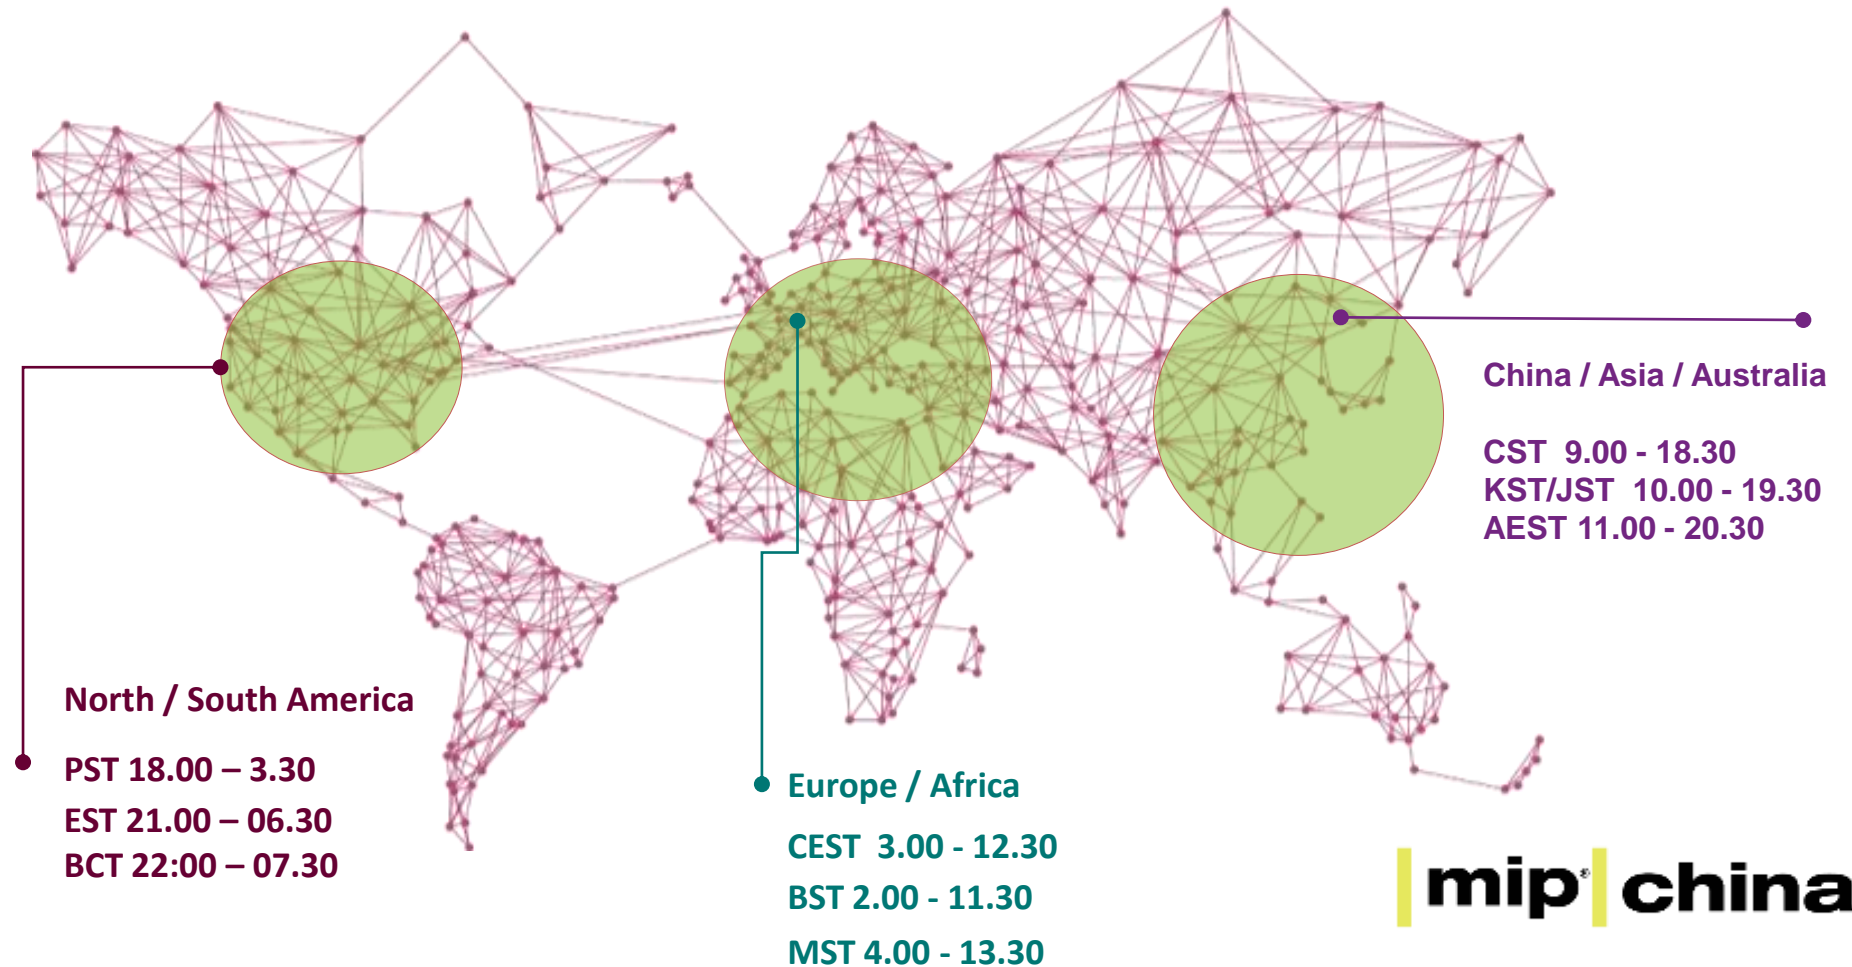 China / Asia / Australia
CST 9.00 - 18.30
KST/JST 10.00 - 19.30
AEST 11.00 - 20.30
North / South America
PST 18.00 – 3.30
EST 21.00 – 06.30
BCT 22:00 – 07.30
Europe / Africa
CEST 3.00 - 12.30
BST 2.00 - 11.30
MST 4.00 - 13.30
mip® china